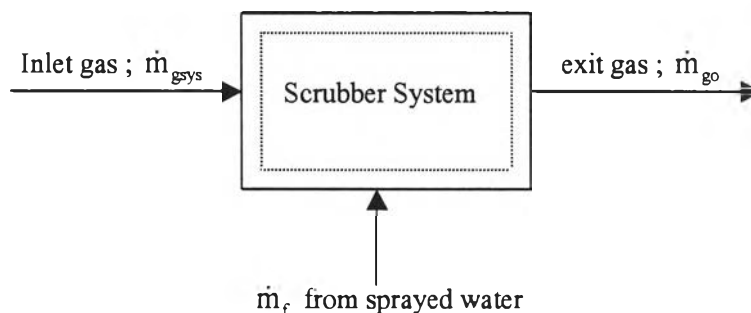 Inlet gas ; ṁgsys
exit gas ; ṁgo
Scrubber System
ṁf from sprayed water